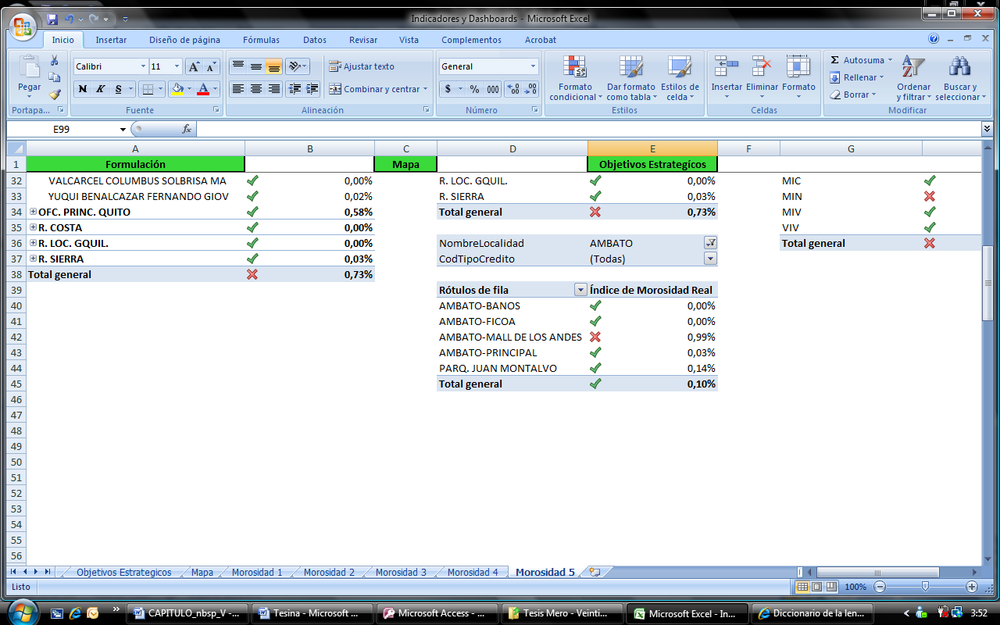 Indicadores y Dashboards - Microsoft Excel
Inicio Insertar Diseño de página Fórmulas Datos Revisar Vista Complementos Acrobat
Pegar
Portapa...
Calibri 11
N K S
Fuente
Ajustar texto
Combinar y centrar
Alineación
General
$ % 000
Número
Formato condicional
Dar formato como tabla
Estilos de celda
Estilos
Insertar Eliminar Formato
Celdas
Autosuma
Rellenar
Borrar
Ordenar y filtrar
Buscar y seleccionar
Modificar
E99 fx
A B C D E F G
1 Formulación Mapa Objetivos Estrategícos
32 VALCARCEL COLUMBUS SOLBRISA MA 0,00% R. LOC. GQUIL. 0,00% MIC
33 YUQUI BENALCAZAR FERNANDO GIOV 0,02% R. SIERRA 0,03% MIN
34 OFC. PRINC. QUITO 0,58% Total general 0,73% MIV
35 R. COSTA 0,00% VIV
36 R. LOC. GQUIL. 0,00% NombreLocalidad AMBATO Total general
37 R. SIERRA 0,03% CodTipoCredito (Todas)
38 Total general 0,73%
39 Rótulos de fila Índice de Morosidad Real
40 AMBATO-BANOS 0,00%
41 AMBATO-FICOA 0,00%
42 AMBATO-MALL DE LOS ANDES 0,99%
43 AMBATO-PRINCIPAL 0,03%
44 PARQ. JUAN MONTALVO 0,14%
45 Total general 0,10%
46
47
48
49
50
51
52
53
54
55
56
Objetivos Estrategicos Mapa Morosidad 1 Morosidad 2 Morosidad 3 Morosidad 4 Morosidad 5
Listo 100%
CAPITULO_nbsp_V -... Tesina - Microsoft ... Microsoft Access - ... Tesis Mero - Veinti... Microsoft Excel - In... Diccionario de la len... 3:52